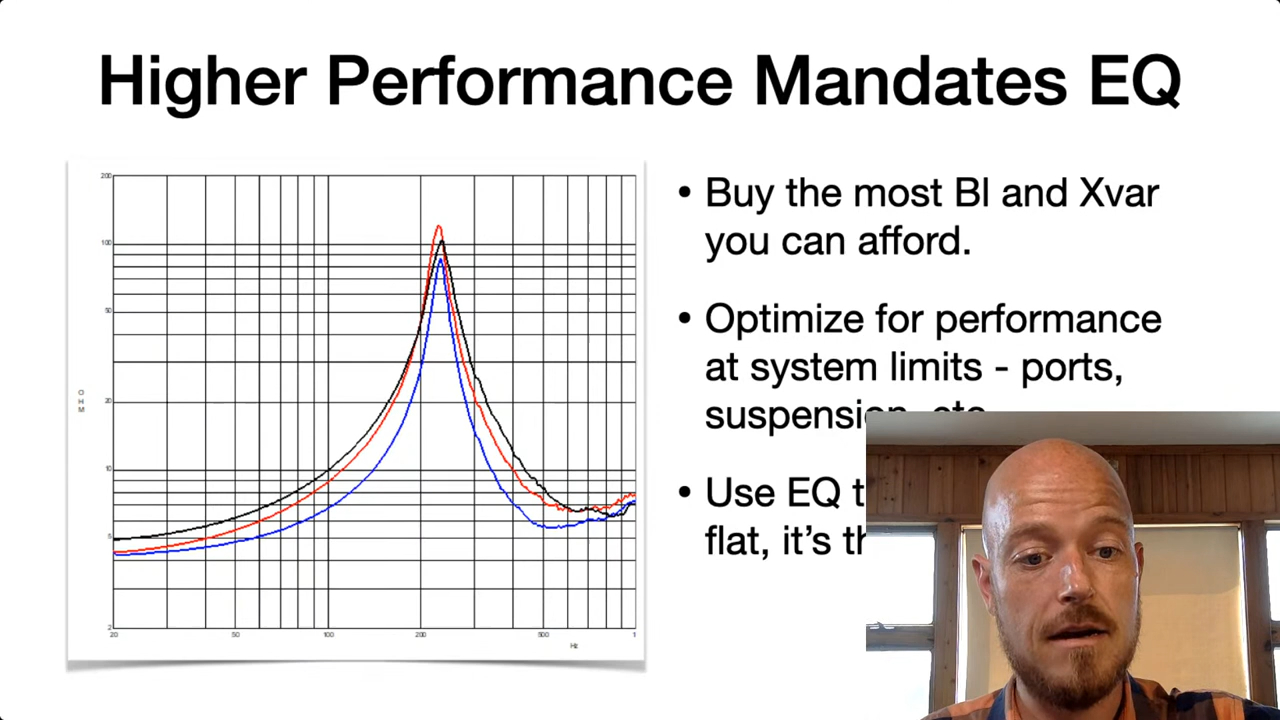 Higher Performance Mandates EQ
• Buy the most Bl and Xvar
you can afford.
• Optimize for performance
at system limits - ports,
suspension, etc
• Use EQ
flat, it's
200
100
50
20
10
5
2
O
H
M
20 50 100 200 500 1
Hz